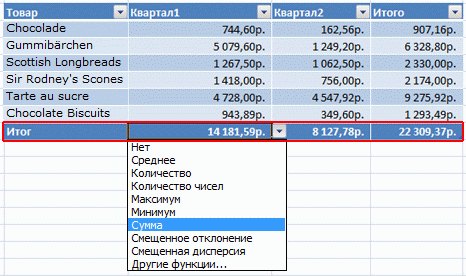 Товар Квартал1 Квартал2 Итого
Chocolade 744,60р. 162,56р. 907,16р.
Gummibärchen 5 079,60р. 1 249,20р. 6 328,80р.
Scottish Longbreads 1 267,50р. 1 062,50р. 2 330,00р.
Sir Rodney's Scones 1 418,00р. 756,00р. 2 174,00р.
Tarte au sucre 4 728,00р. 4 547,92р. 9 275,92р.
Chocolate Biscuits 943,89р. 349,60р. 1 293,49р.
Итог 14 181,59р. 8 127,78р. 22 309,37р.
Нет
Среднее
Количество
Количество чисел
Максимум
Минимум
Сумма
Смещенное отклонение
Смещенная дисперсия
Другие функции...